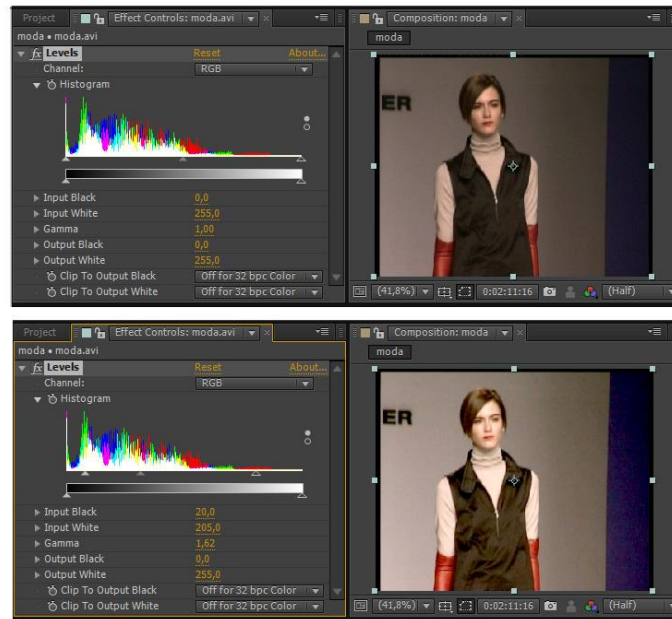 Project Effect Controls: moda.avi
moda • moda.avi
fx Levels Reset About...
Channel: RGB
Histogram
Input Black 0,0
Input White 255,0
Gamma 1,00
Output Black 0,0
Output White 255,0
Clip To Output Black Off for 32 bpc Color
Clip To Output White Off for 32 bpc Color
Composition: moda
moda
ER
(41,8%) 0:02:11:16 (Half)
Project Effect Controls: moda.avi
moda • moda.avi
fx Levels Reset About...
Channel: RGB
Histogram
Input Black 20,0
Input White 205,0
Gamma 1,62
Output Black 0,0
Output White 255,0
Clip To Output Black Off for 32 bpc Color
Clip To Output White Off for 32 bpc Color
Composition: moda
moda
ER
(41,8%) 0:02:11:16 (Half)